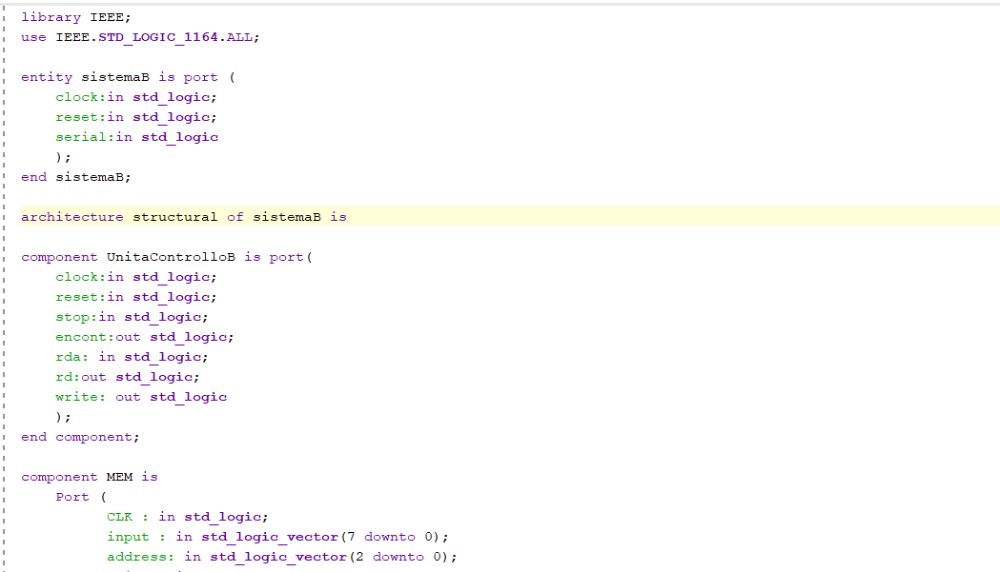 library IEEE;
use IEEE.STD_LOGIC_1164.ALL;
entity sistemaB is port (
clock:in std_logic;
reset:in std_logic;
serial:in std_logic
);
end sistemaB;
architecture structural of sistemaB is
component UnitaControlloB is port(
clock:in std_logic;
reset:in std_logic;
stop:in std_logic;
encont:out std_logic;
rda: in std_logic;
rd:out std_logic;
write: out std_logic
);
end component;
component MEM is
Port (
CLK : in std_logic;
input : in std_logic_vector(7 downto 0);
address: in std_logic_vector(2 downto 0);